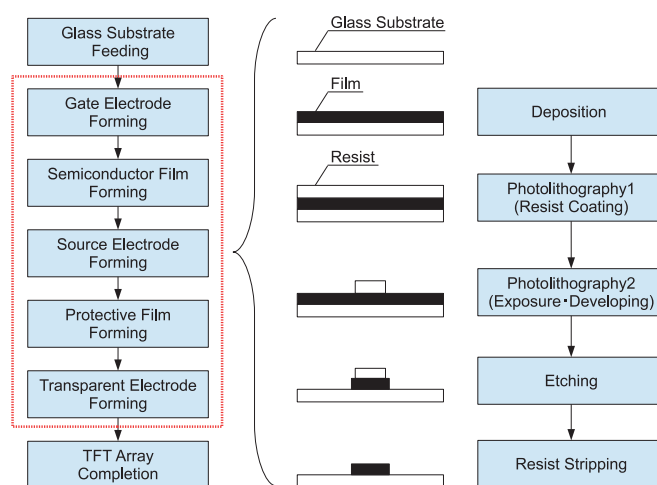 Glass Substrate
Feeding
Gate Electrode
Forming
Semiconductor Film
Forming
Source Electrode
Forming
Protective Film
Forming
Transparent Electrode
Forming
TFT Array
Completion
Glass Substrate
Film
Resist
Deposition
Photolithography1
(Resist Coating)
Photolithography2
(Exposure・Developing)
Etching
Resist Stripping